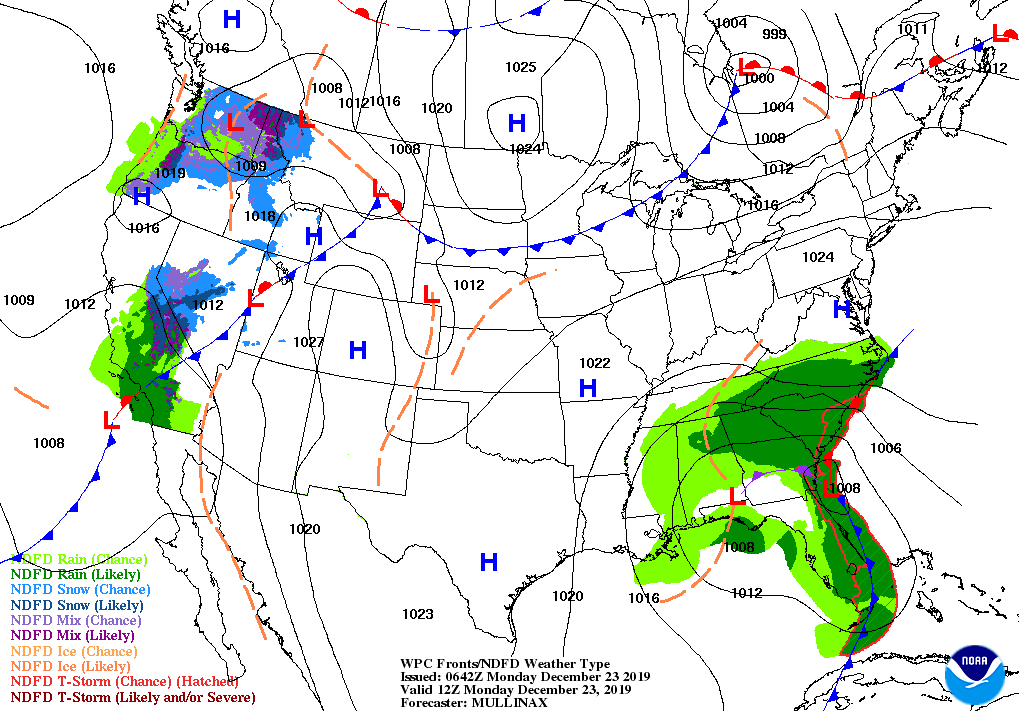 H
1016
1016
L
1008
1012
1016
1020
1025
H
1024
1008
1004
999
L
1000
1004
1008
1012
1016
1011
L
1012
L
1009
1019
H
1016
1018
H
L
1009
1012
1012
L
1027
H
L
1012
1024
H
1022
H
L
1008
1006
L
L
1008
1008
1012
1016
1020
H
1020
1023
NDFD Rain (Chance)
NDFD Rain (Likely)
NDFD Snow (Chance)
NDFD Snow (Likely)
NDFD Mix (Chance)
NDFD Mix (Likely)
NDFD Ice (Chance)
NDFD Ice (Likely)
NDFD T-Storm (Chance) (Hatched)
NDFD T-Storm (Likely and/or Severe)
WPC Fronts/NDFD Weather Type
Issued: 0642Z Monday December 23 2019
Valid 12Z Monday December 23, 2019
Forecaster: MULLINAX
NOAA